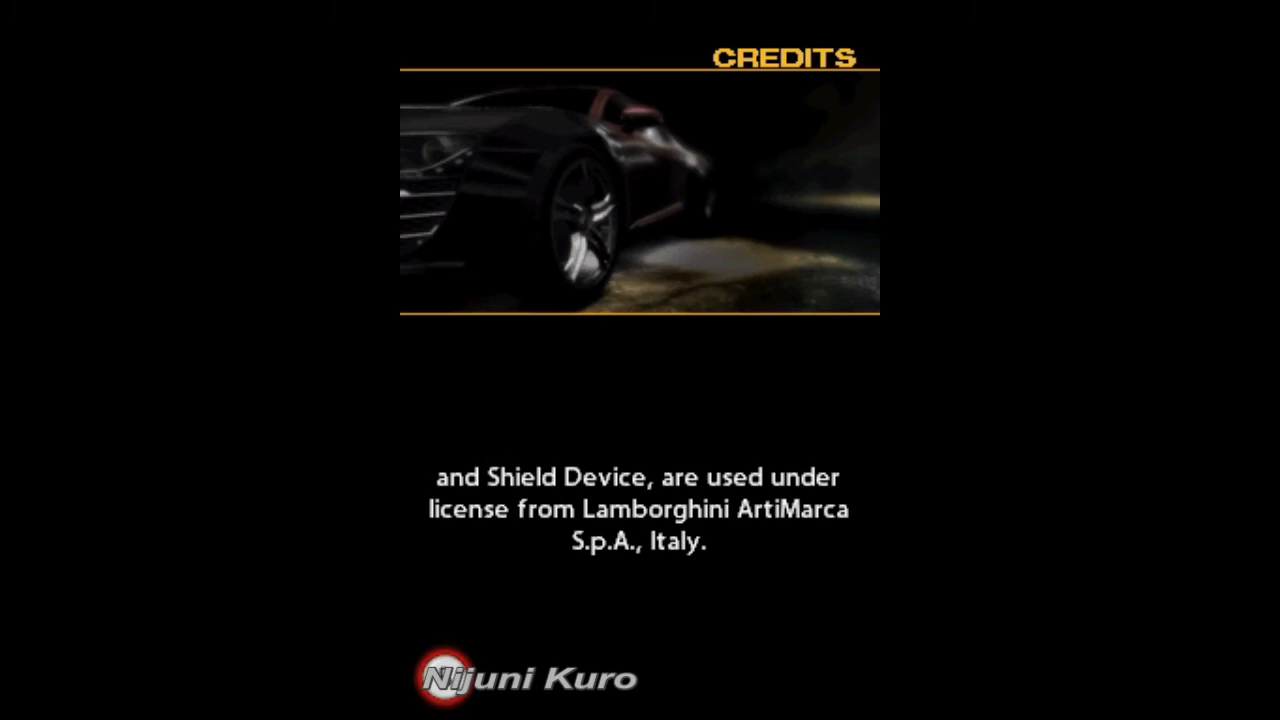 CREDITS
and Shield Device, are used under
license from Lamborghini ArtiMarca
S.p.A., Italy.
Nijuni Kuro